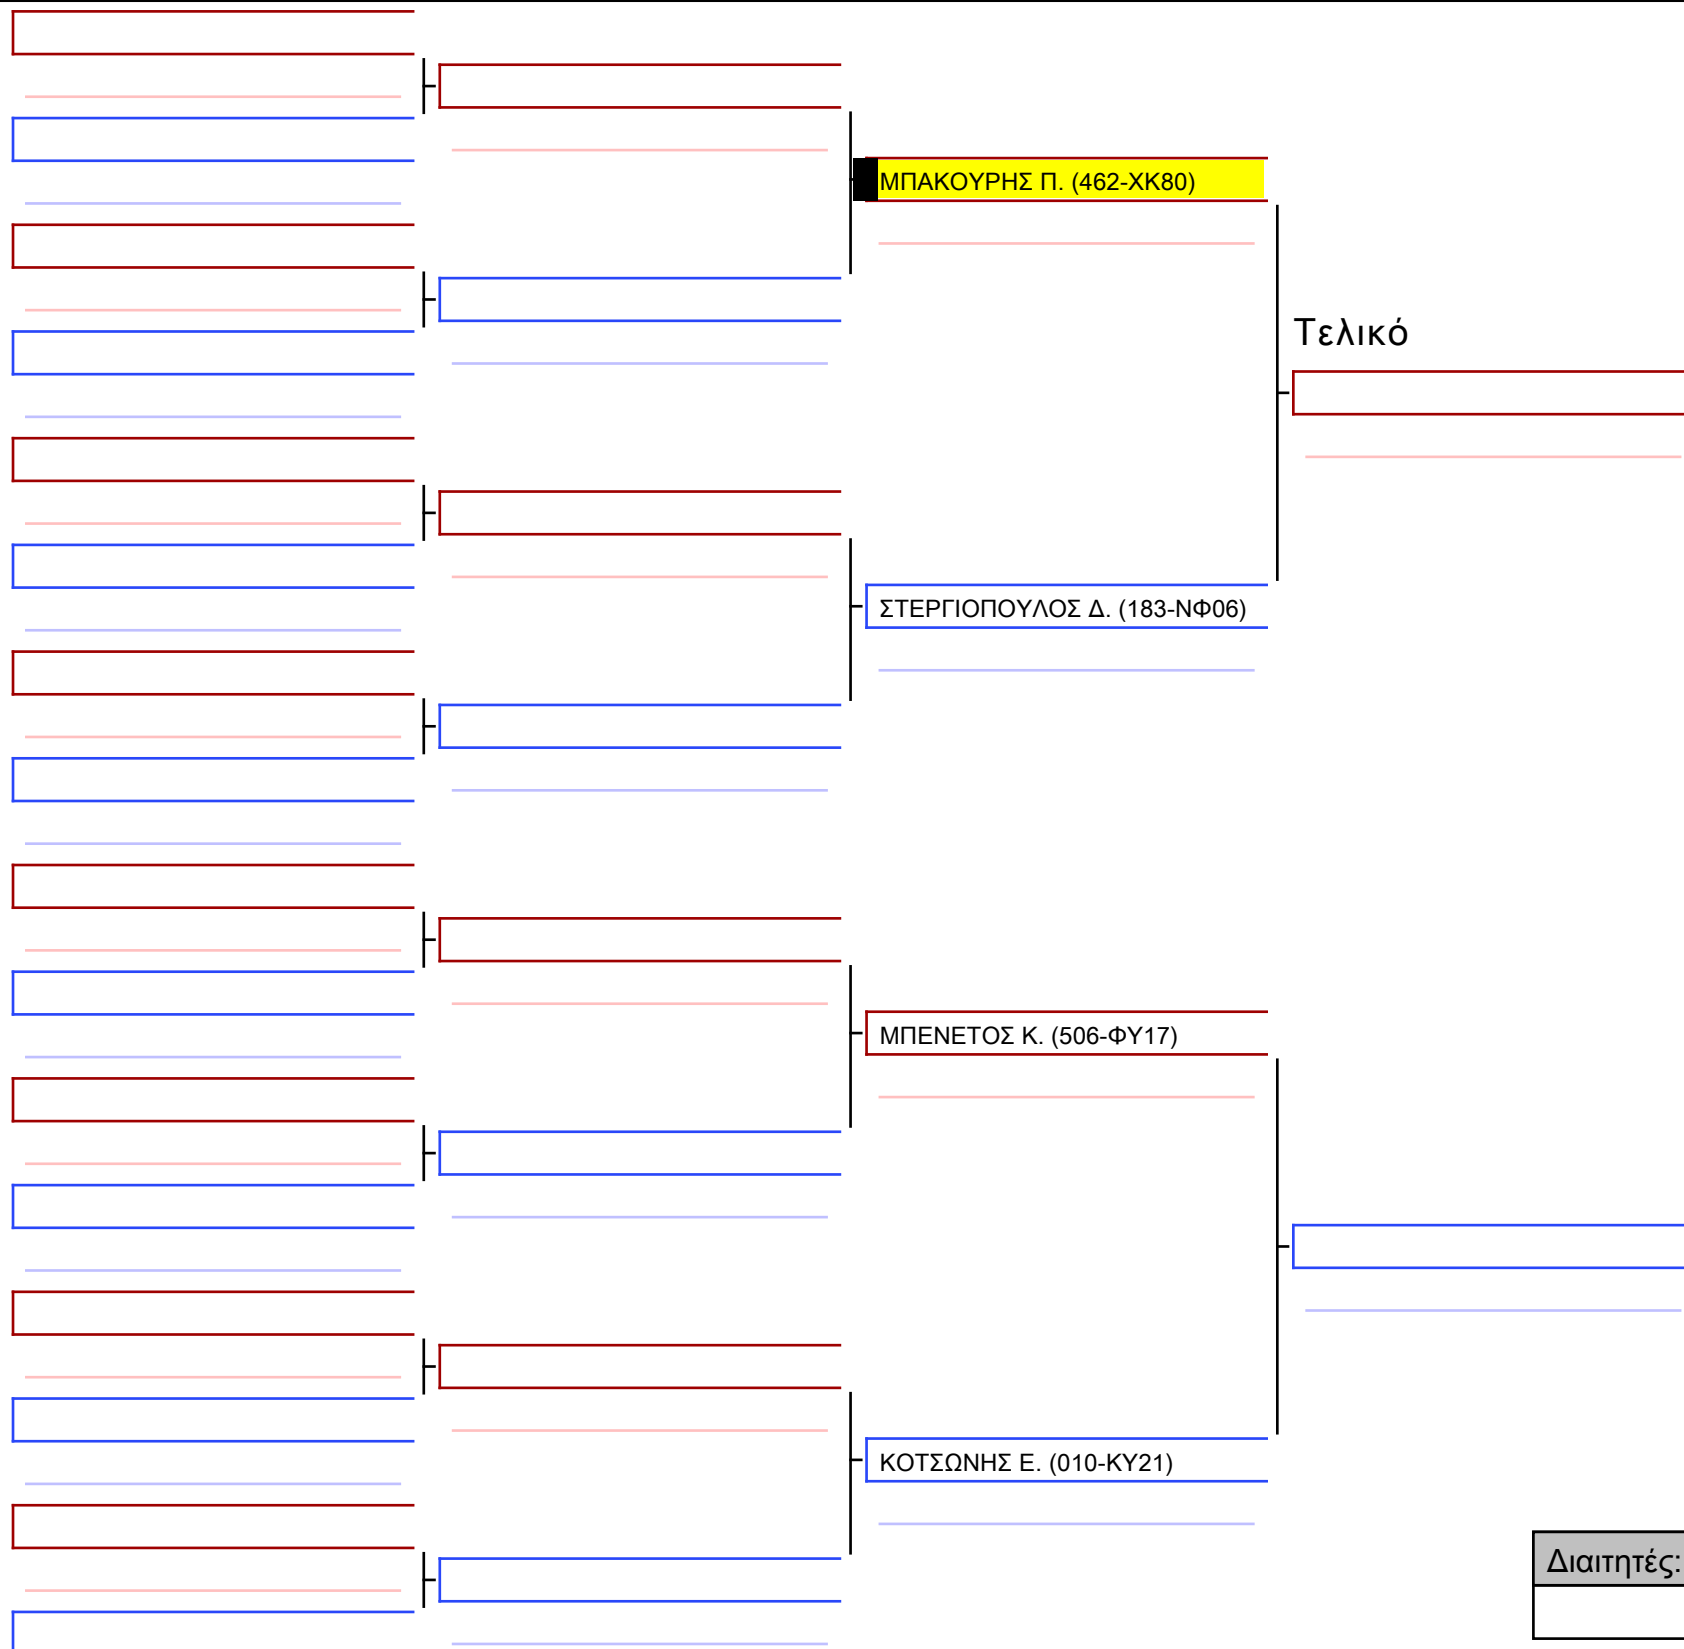 ΜΠΑΚΟΥΡΗΣ Π. (462-ΧΚ80)
Τελικό
ΣΤΕΡΓΙΟΠΟΥΛΟΣ Δ. (183-ΝΦ06)
ΜΠΕΝΕΤΟΣ Κ. (506-ΦΥ17)
ΚΟΤΣΩΝΗΣ Ε. (010-ΚΥ21)
Διαιτητές: